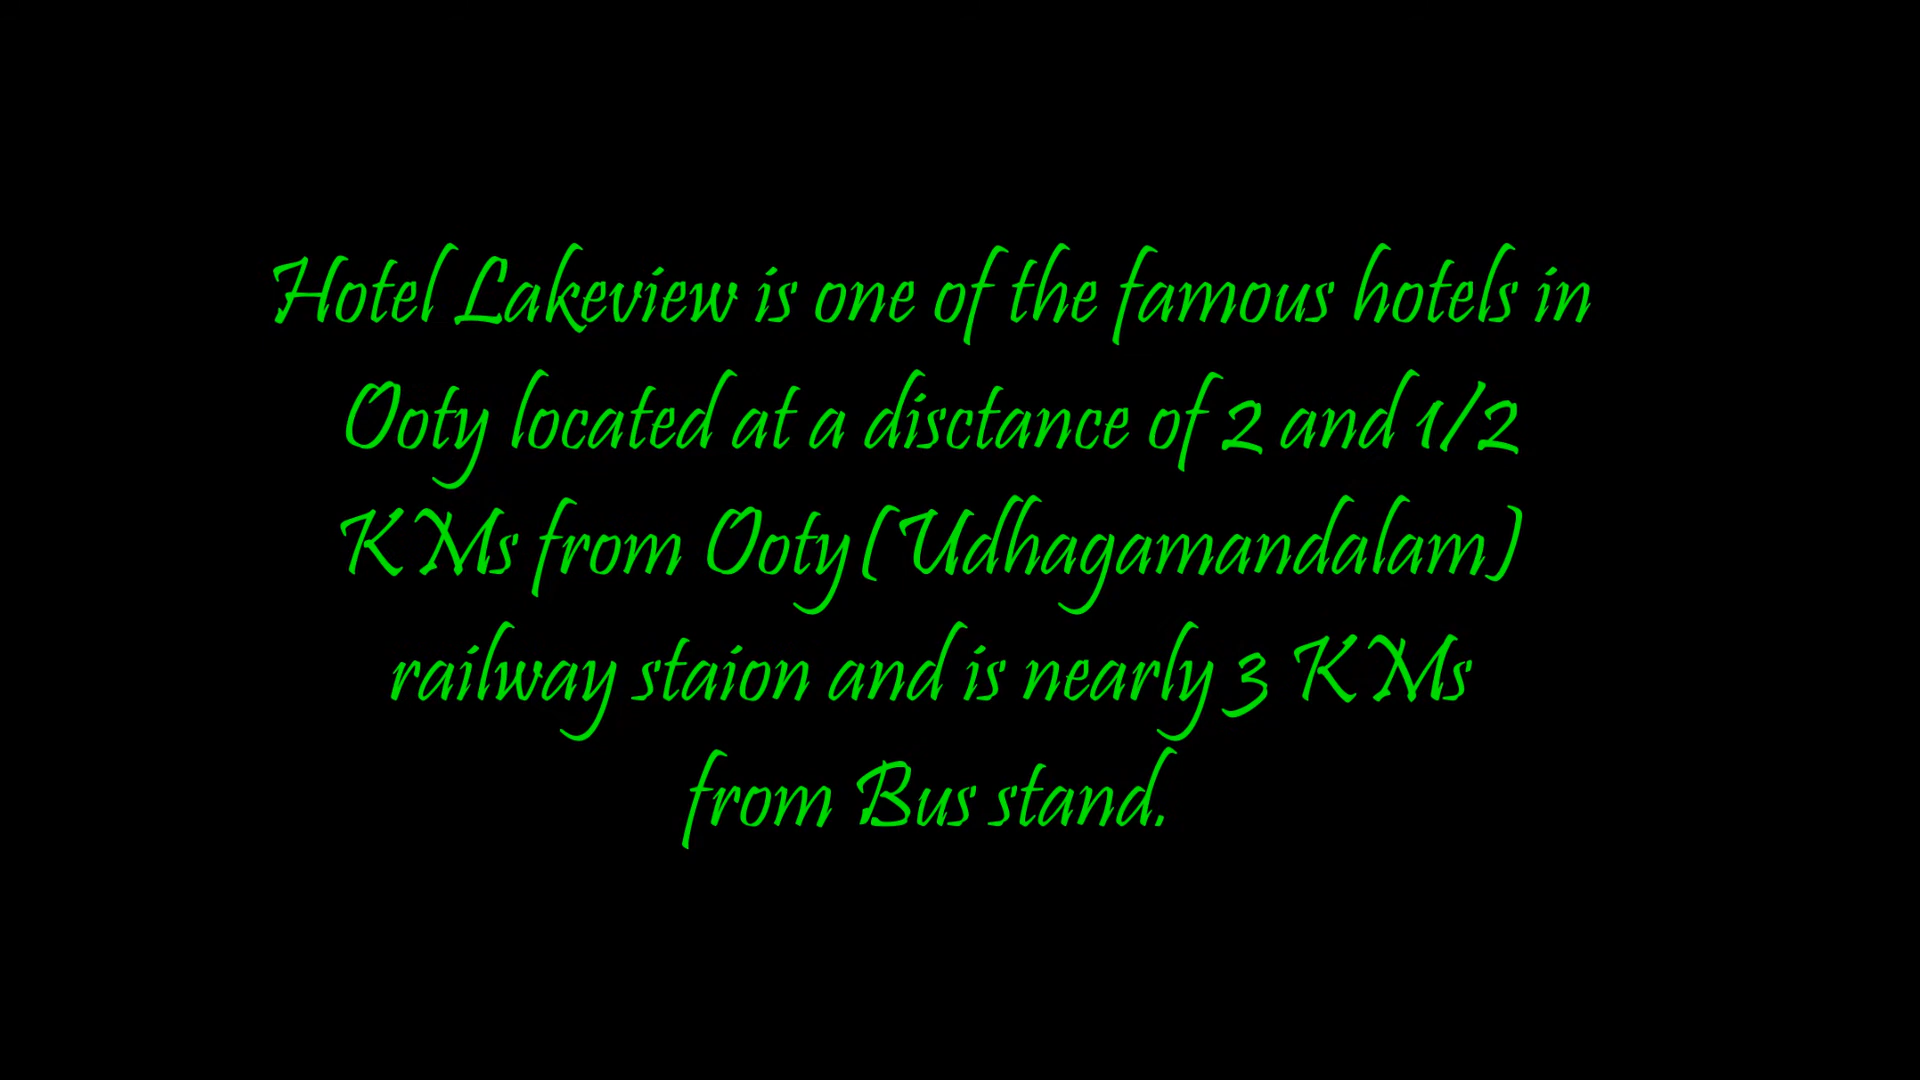 Hotel Lakeview is one of the famous hotels in
Ooty located at a disctance of 2 and 1/2
KMs from Ooty(Udhagamandalam)
railway staion and is nearly 3 KMs
from Bus stand.